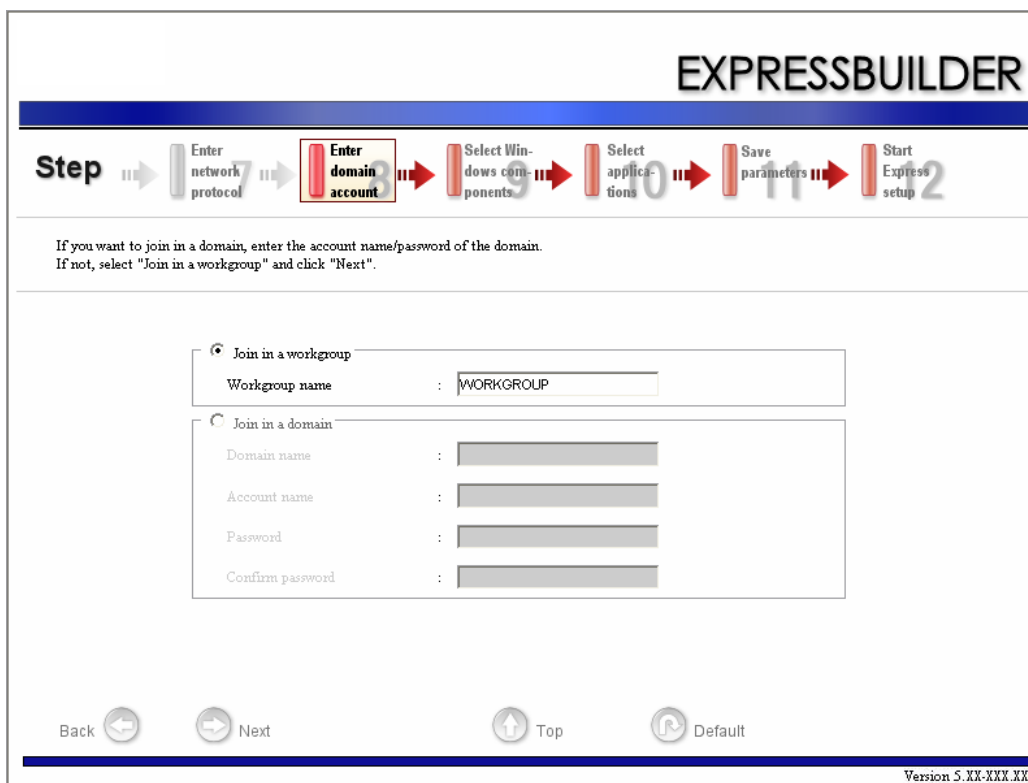 EXPRESSBUILDER
Step
Enter
network
protocol
7
Enter
domain
account
8
Select Win-
dows com-
ponents
9
Select
applica-
tions
10
Save
parameters
11
Start
Express
setup
12
If you want to join in a domain, enter the account name/password of the domain.
If not, select "Join in a workgroup" and click "Next".
Join in a workgroup
Workgroup name : WORKGROUP
Join in a domain
Domain name :
Account name :
Password :
Confirm password :
Back Next Top Default
Version 5.XX-XXX.XX